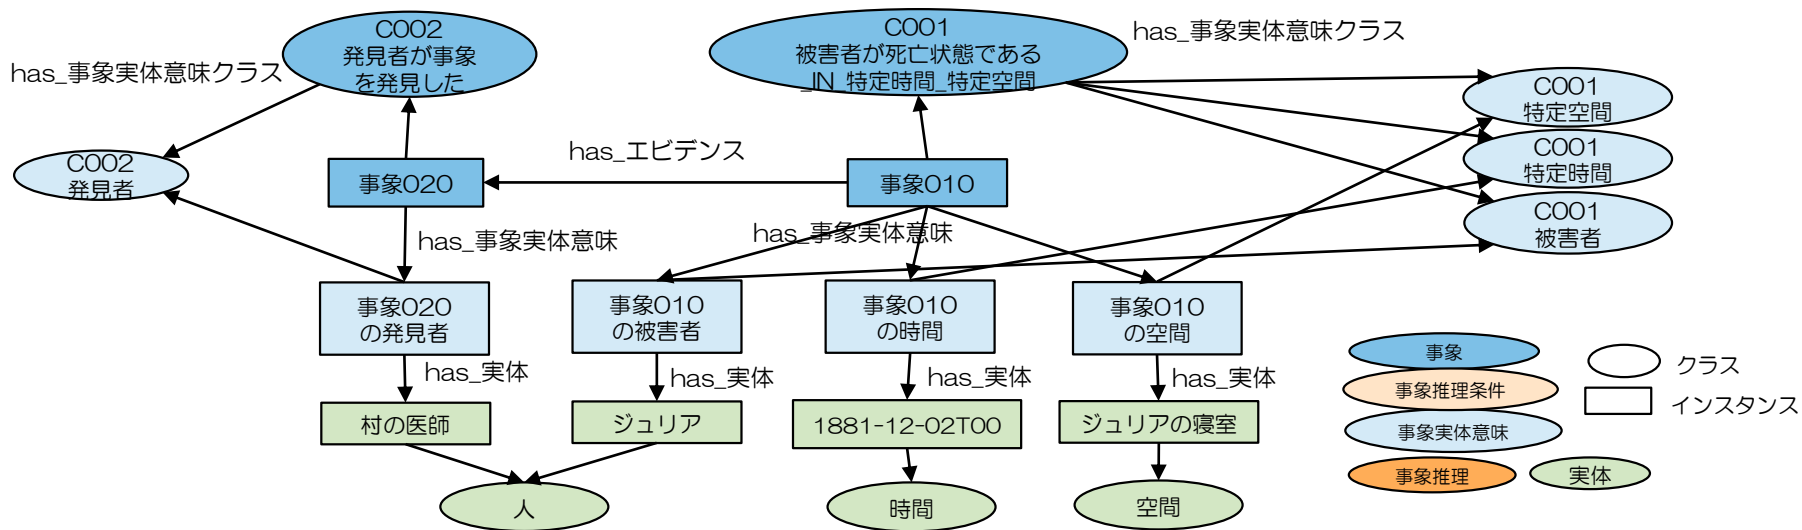 C002
発見者が事象
を発見した
C001
被害者が死亡状態である
_IN_特定時間_特定空間
has_事象実体意味クラス
has_事象実体意味クラス
C001
特定空間
C002
発見者
has_エビデンス
C001
特定時間
事象020
事象010
C001
被害者
has_事象実体意味
has_事象実体意味
事象020
の発見者
事象010
の被害者
事象010
の時間
事象010
の空間
has_実体
has_実体
has_実体
has_実体
村の医師
ジュリア
1881-12-02T00
ジュリアの寝室
人
時間
空間
事象
クラス
事象推理条件
インスタンス
事象実体意味
事象推理
実体